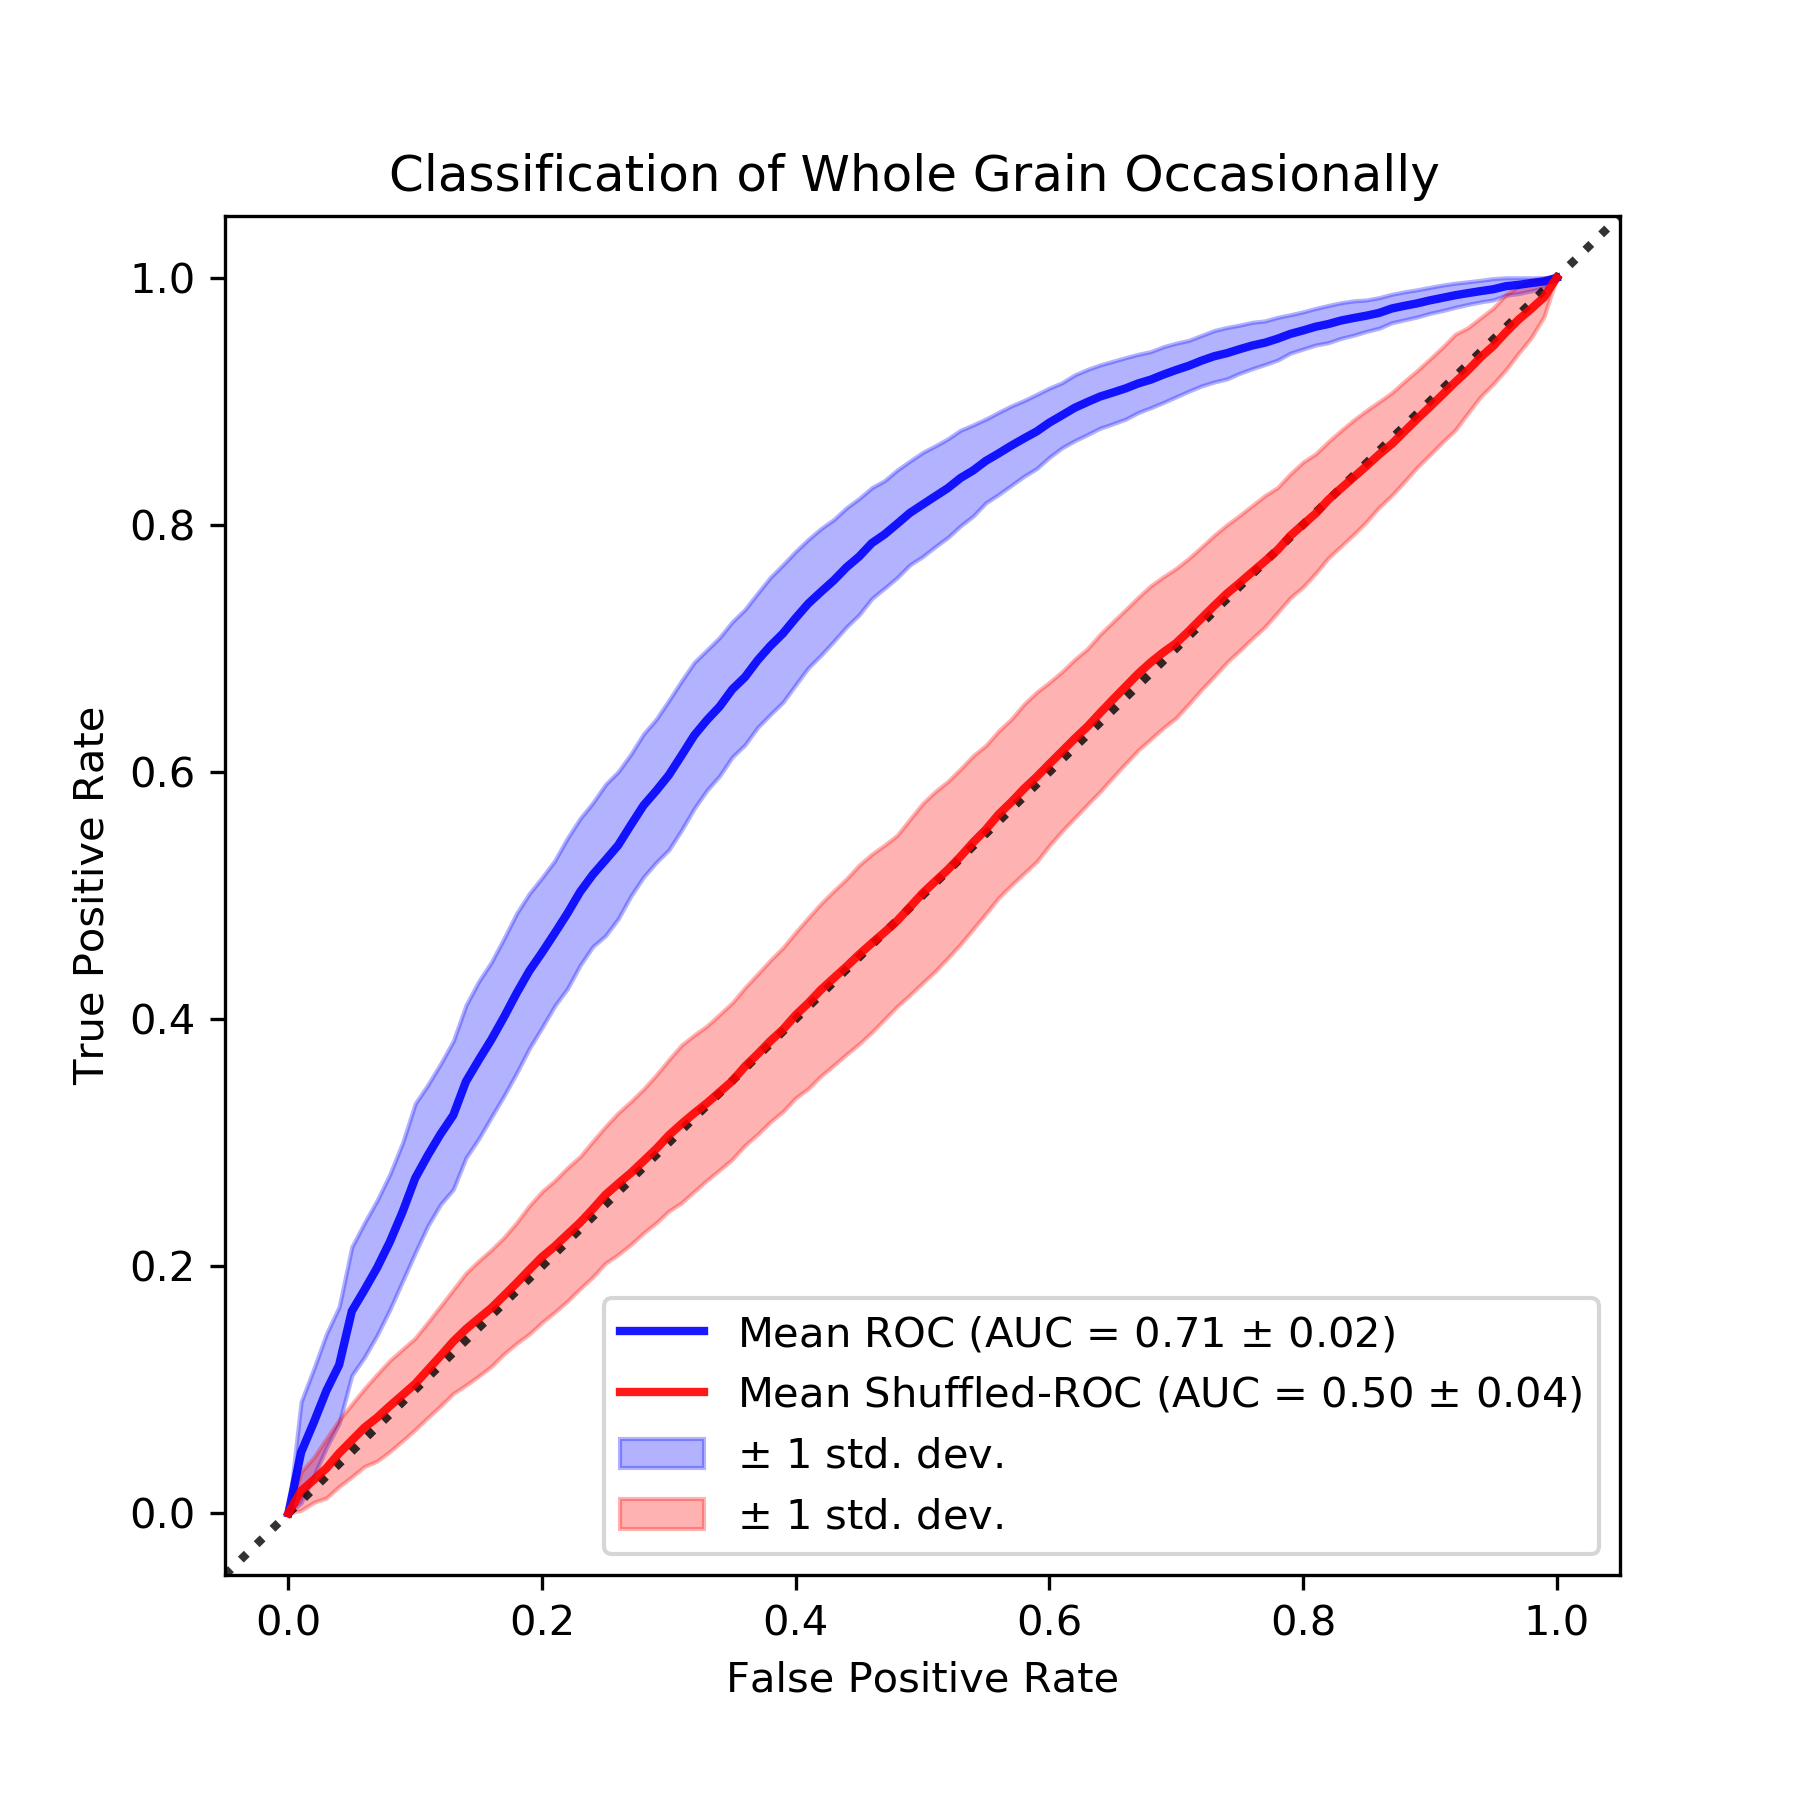 Classification of Whole Grain Occasionally
True Positive Rate
1.0
0.8
0.6
0.4
0.2
0.0
Mean ROC (AUC = 0.71 ± 0.02)
Mean Shuffled-ROC (AUC = 0.50 ± 0.04)
± 1 std. dev.
± 1 std. dev.
0.0 0.2 0.4 0.6 0.8 1.0
False Positive Rate